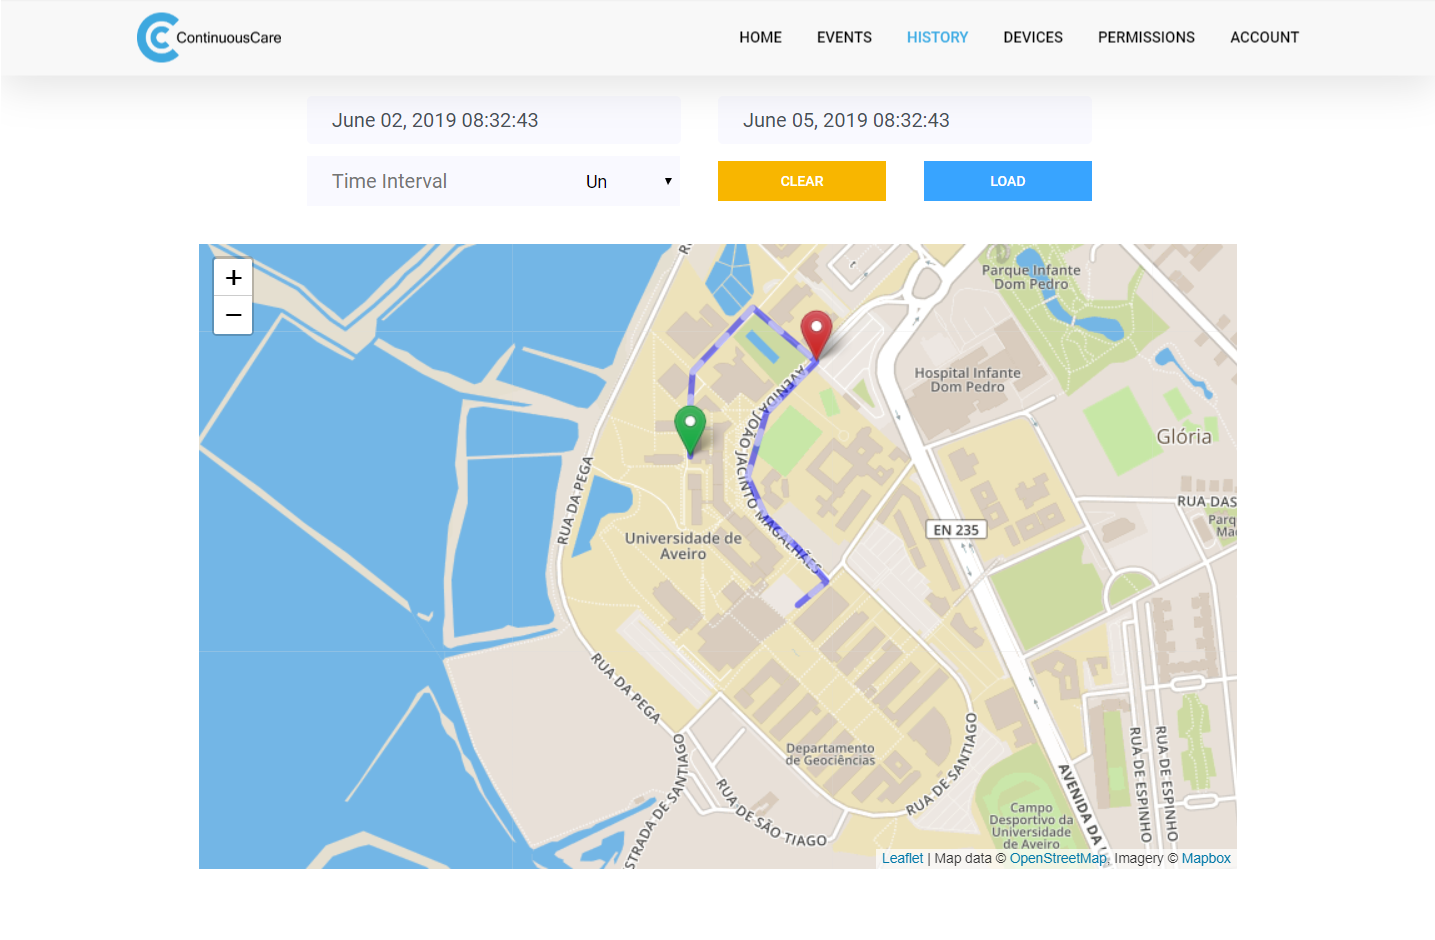 ContinuousCare
HOME EVENTS HISTORY DEVICES PERMISSIONS ACCOUNT
June 02, 2019 08:32:43
June 05, 2019 08:32:43
Time Interval
Un
CLEAR
LOAD
+
−
Parque Infante
Dom Pedro
Hospital Infante
Dom Pedro
Glória
AVENIDA JOÃO JACINTO MAGALHÃES
RUA DA PEGA
RUA DAS
Parq
Ma
EN 235
Universidade de
Aveiro
RUA DA PEGA
Departamento
de Geociências
RUA DE SANTIAGO
ESTRADA DE SANTIAGO
RUA DE SÃO TIAGO
AVENIDA DA
RUA DE ESPINHO
RUA DE ESPINHO
Campo
Desportivo da
Universidade
de Aveiro
Leaflet | Map data © OpenStreetMap, Imagery © Mapbox